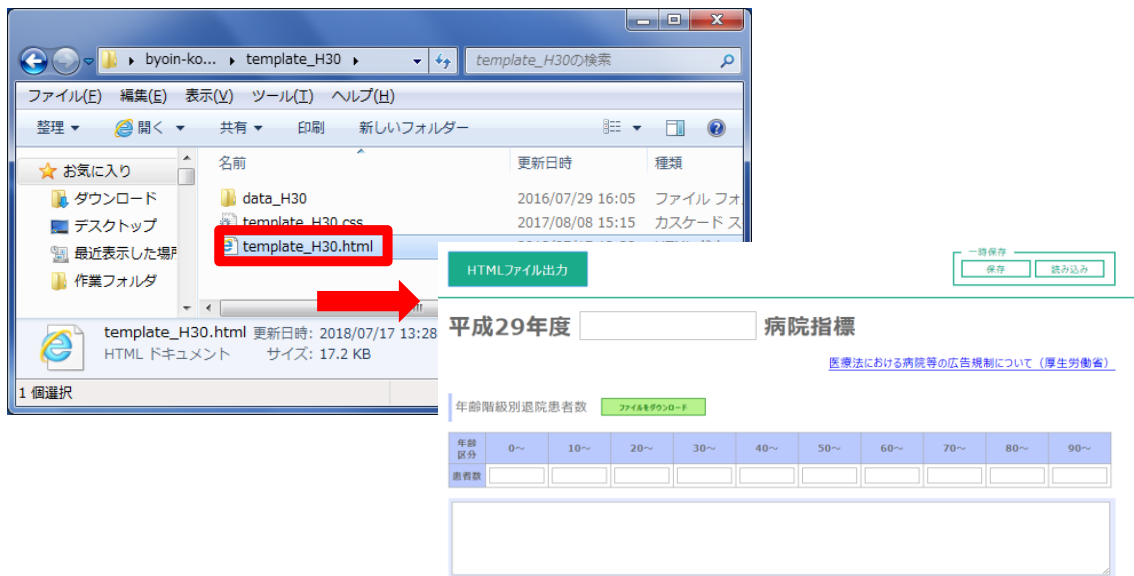 byoin-ko... template_H30
template_H30の検索
ファイル(F) 編集(E) 表示(V) ツール(T) ヘルプ(H)
整理 開く 共有 印刷 新しいフォルダー
お気に入り
ダウンロード
デスクトップ
最近表示した場所
作業フォルダ
名前 更新日時 種類
data_H30 2016/07/29 16:05 ファイル フォ
template_H30.css 2017/08/08 15:15 カスケード ス
template_H30.html
template_H30.html 更新日時: 2018/07/17 13:28
HTML ドキュメント サイズ: 17.2 KB
1 個選択
HTMLファイル出力
一時保存
保存 読み込み
平成29年度 病院指標
医療法における病院等の広告規制について（厚生労働省）
年齢階級別退院患者数 ファイルをダウンロード
年齢区分 0～ 10～ 20～ 30～ 40～ 50～ 60～ 70～ 80～ 90～
患者数